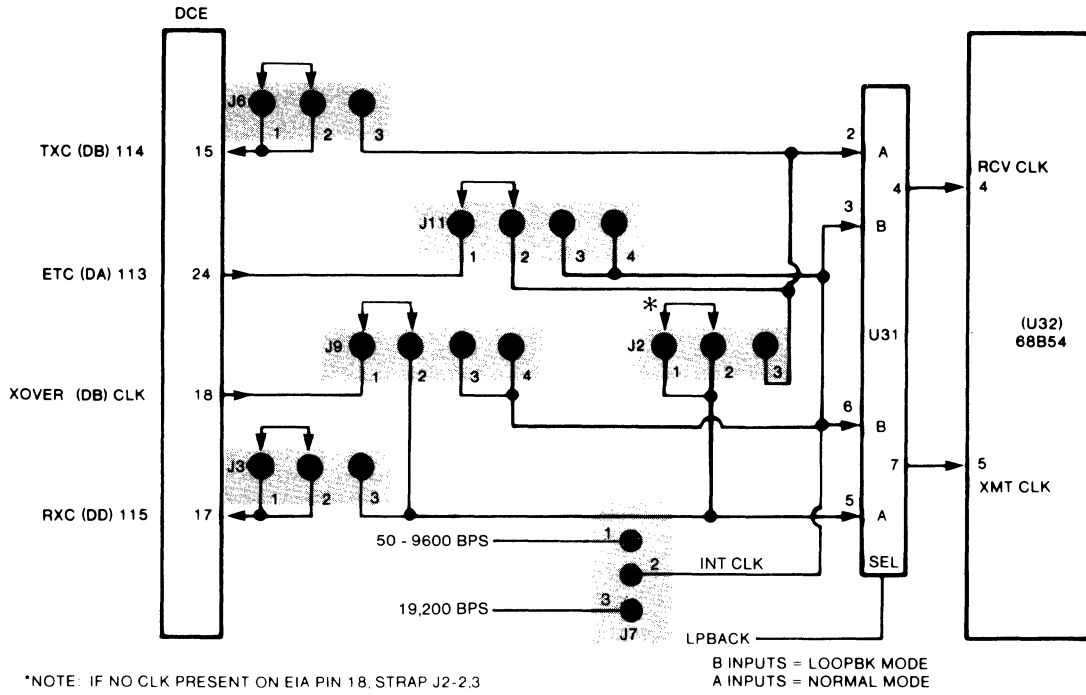 DCE
J6
1 2 3
TXC (DB) 114 15
2 A
RCV CLK
4
4
J11
1 2 3 4
3 B
ETC (DA) 113 24
*
J9
1 2 3 4
J2
1 2 3
U31
(U32)
68B54
XOVER (DB) CLK 18
6 B
J3
1 2 3
7
5
XMT CLK
RXC (DD) 115 17
5 A
50 - 9600 BPS 1
2 INT CLK
SEL
19,200 BPS 3
J7
LPBACK
B INPUTS = LOOPBK MODE
A INPUTS = NORMAL MODE
*NOTE: IF NO CLK PRESENT ON EIA PIN 18, STRAP J2-2,3